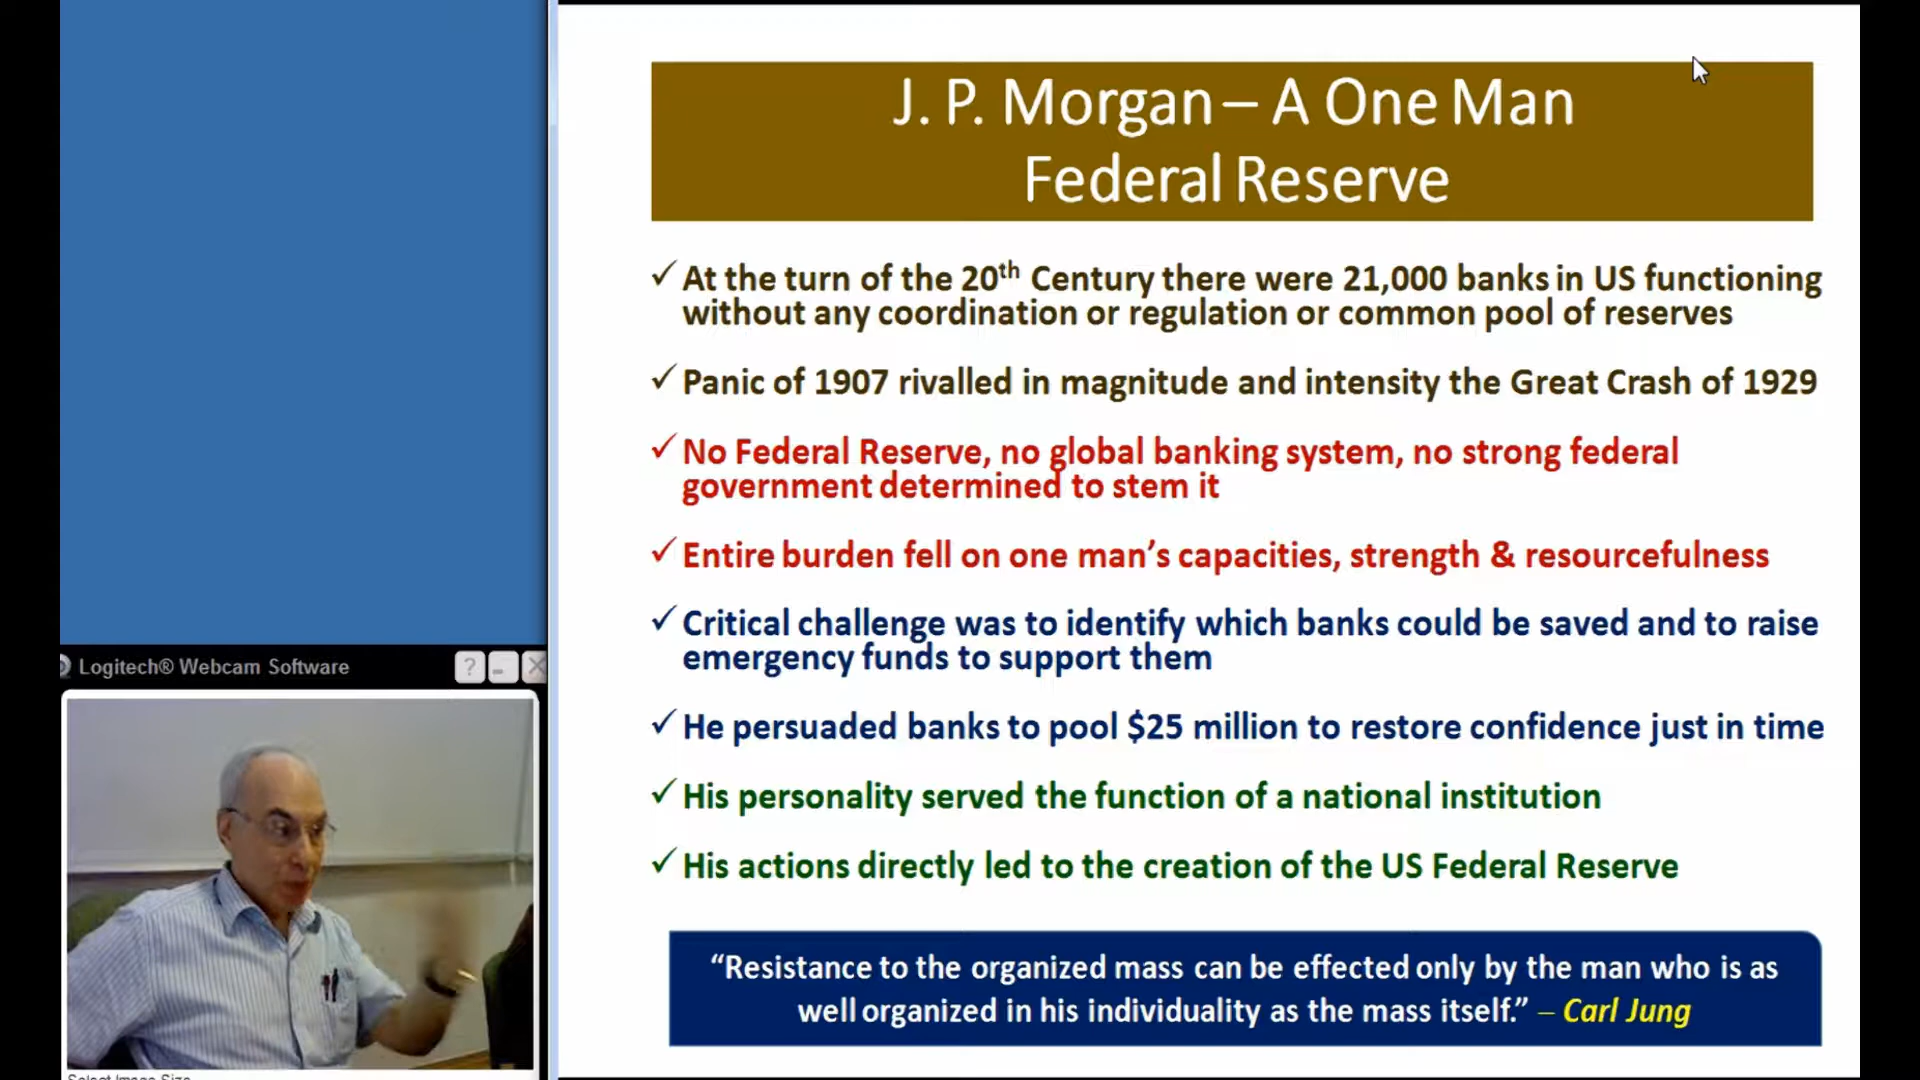 J. P. Morgan – A One Man
Federal Reserve
✓ At the turn of the 20th Century there were 21,000 banks in US functioning
without any coordination or regulation or common pool of reserves
✓ Panic of 1907 rivalled in magnitude and intensity the Great Crash of 1929
✓ No Federal Reserve, no global banking system, no strong federal
government determined to stem it
✓ Entire burden fell on one man’s capacities, strength & resourcefulness
✓ Critical challenge was to identify which banks could be saved and to raise
emergency funds to support them
✓ He persuaded banks to pool $25 million to restore confidence just in time
✓ His personality served the function of a national institution
✓ His actions directly led to the creation of the US Federal Reserve
“Resistance to the organized mass can be effected only by the man who is as
well organized in his individuality as the mass itself.” – Carl Jung
Logitech® Webcam Software
Select Image Size